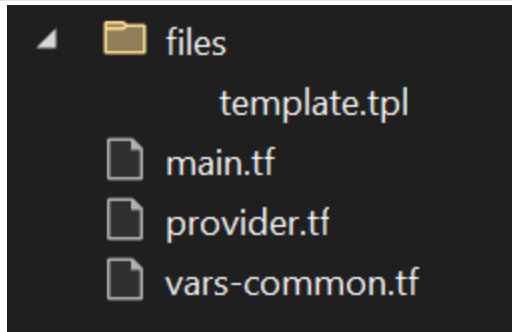 files
template.tpl
main.tf
provider.tf
vars-common.tf